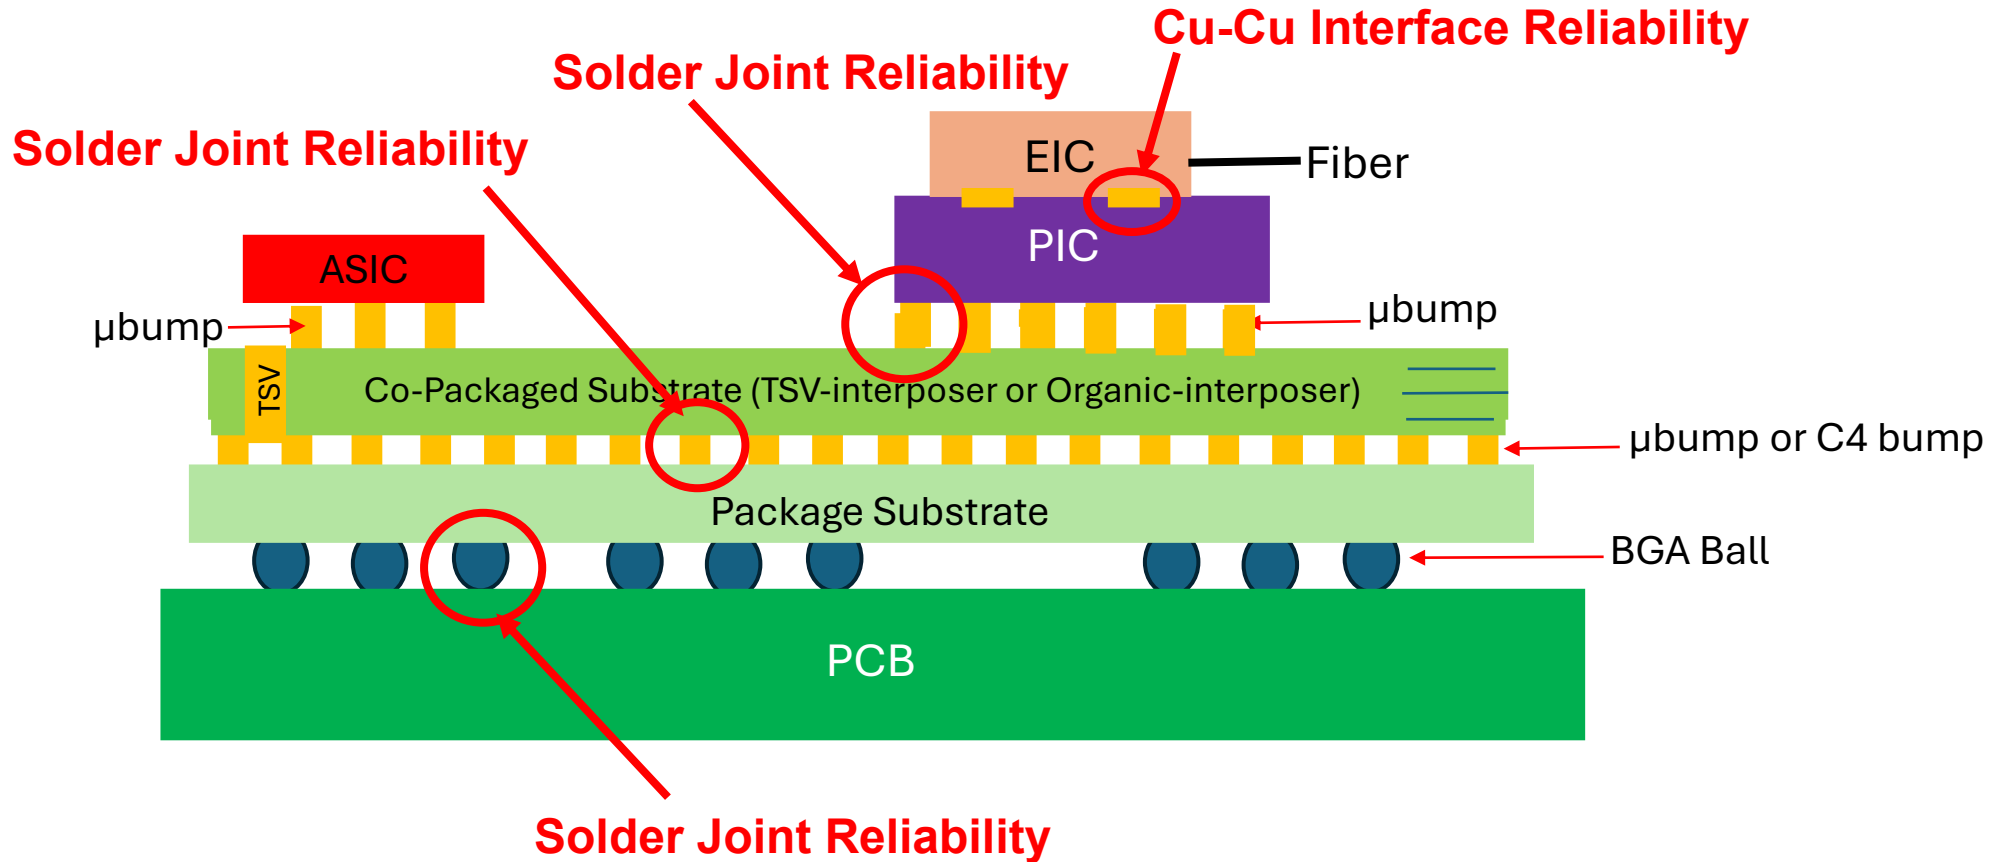 Cu-Cu Interface Reliability
Solder Joint Reliability
Solder Joint Reliability
EIC
Fiber
PIC
ASIC
µbump
µbump
TSV
Co-Packaged Substrate (TSV-interposer or Organic-interposer)
µbump or C4 bump
Package Substrate
BGA Ball
PCB
Solder Joint Reliability